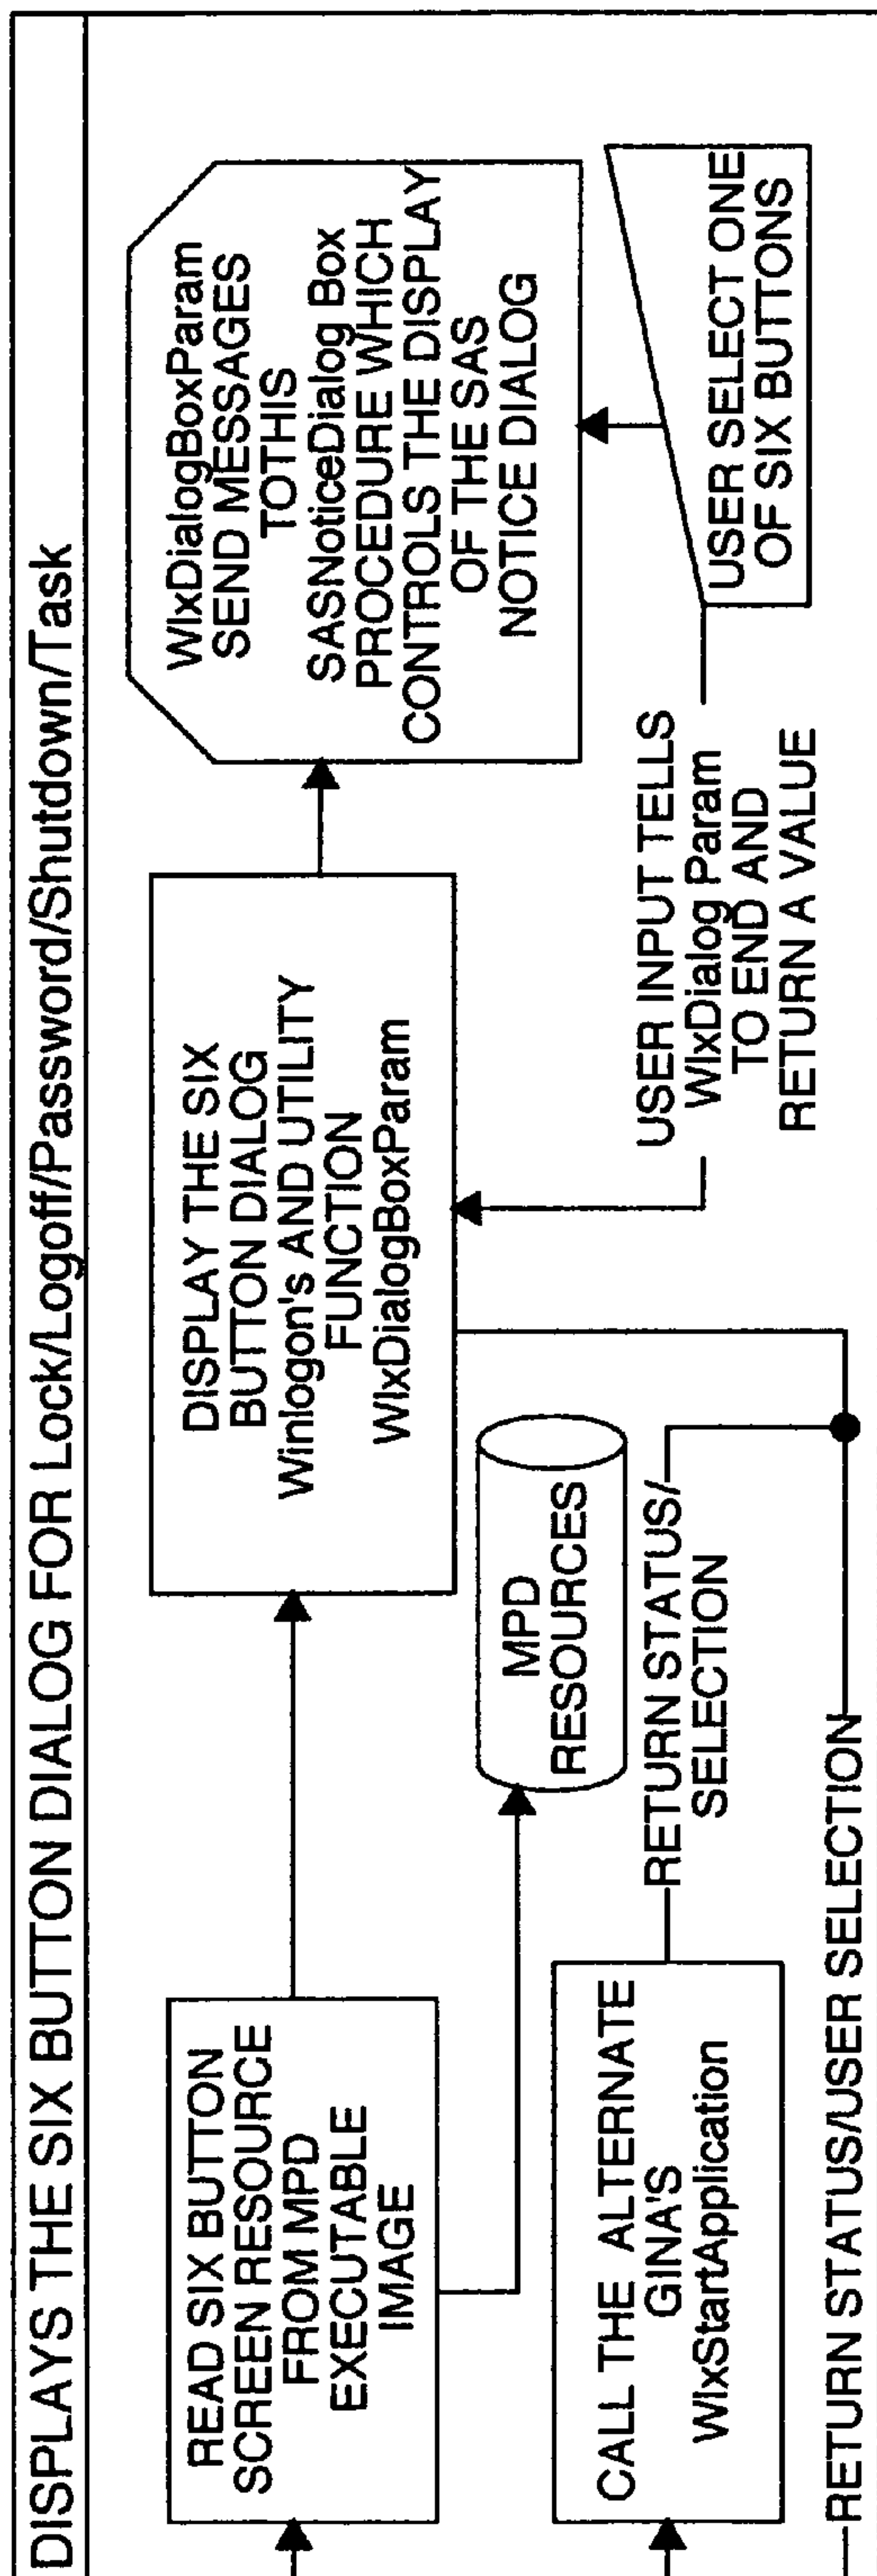 DISPLAYS THE SIX BUTTON DIALOG FOR Lock/Logoff/Password/Shutdown/Task
READ SIX BUTTON
SCREEN RESOURCE
FROM MPD
EXECUTABLE
IMAGE
DISPLAY THE SIX
BUTTON DIALOG
Winlogon's AND UTILITY
FUNCTION
WlxDialogBoxParam
WlxDialogBoxParam
SEND MESSAGES
TOTHIS
SASNoticeDialog Box
PROCEDURE WHICH
CONTROLS THE DISPLAY
OF THE SAS
NOTICE DIALOG
MPD
RESOURCES
CALL THE ALTERNATE
GINA'S
WlxStartApplication
RETURN STATUS/
SELECTION
USER INPUT TELLS
WlxDialog Param
TO END AND
RETURN A VALUE
USER SELECT ONE
OF SIX BUTTONS
RETURN STATUS/USER SELECTION